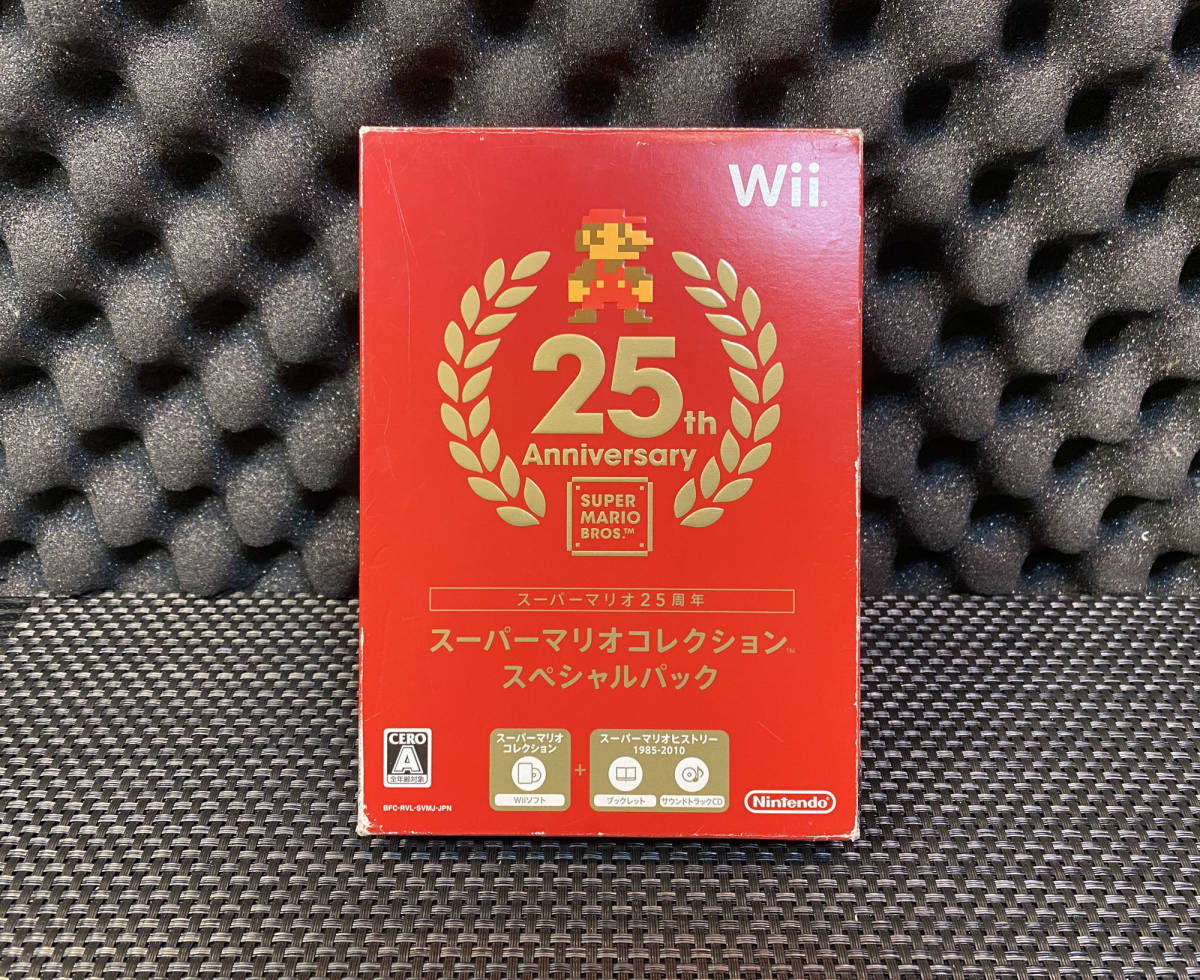 Wii
25th
Anniversary
SUPER
MARIO
BROS.™
スーパーマリオ25周年
スーパーマリオコレクション™
スペシャルパック
CERO
A
全年齢対象
BFC-RVL-SVMJ-JPN
スーパーマリオ
コレクション
Wiiソフト
+
スーパーマリオヒストリー
1985-2010
ブックレット
サウンドトラックCD
Nintendo